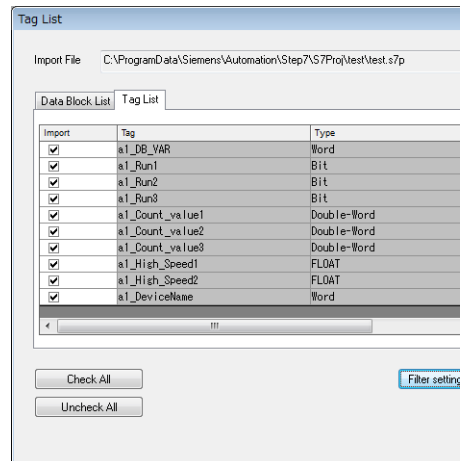 Tag List
Import File C:\ProgramData\Siemens\Automation\Step7\S7Proj\test\test.s7p
Data Block List Tag List
Import Tag Type
a1_DB_VAR Word
a1_Run1 Bit
a1_Run2 Bit
a1_Run3 Bit
a1_Count_value1 Double-Word
a1_Count_value2 Double-Word
a1_Count_value3 Double-Word
a1_High_Speed1 FLOAT
a1_High_Speed2 FLOAT
a1_DeviceName Word
Check All Filter setting
Uncheck All